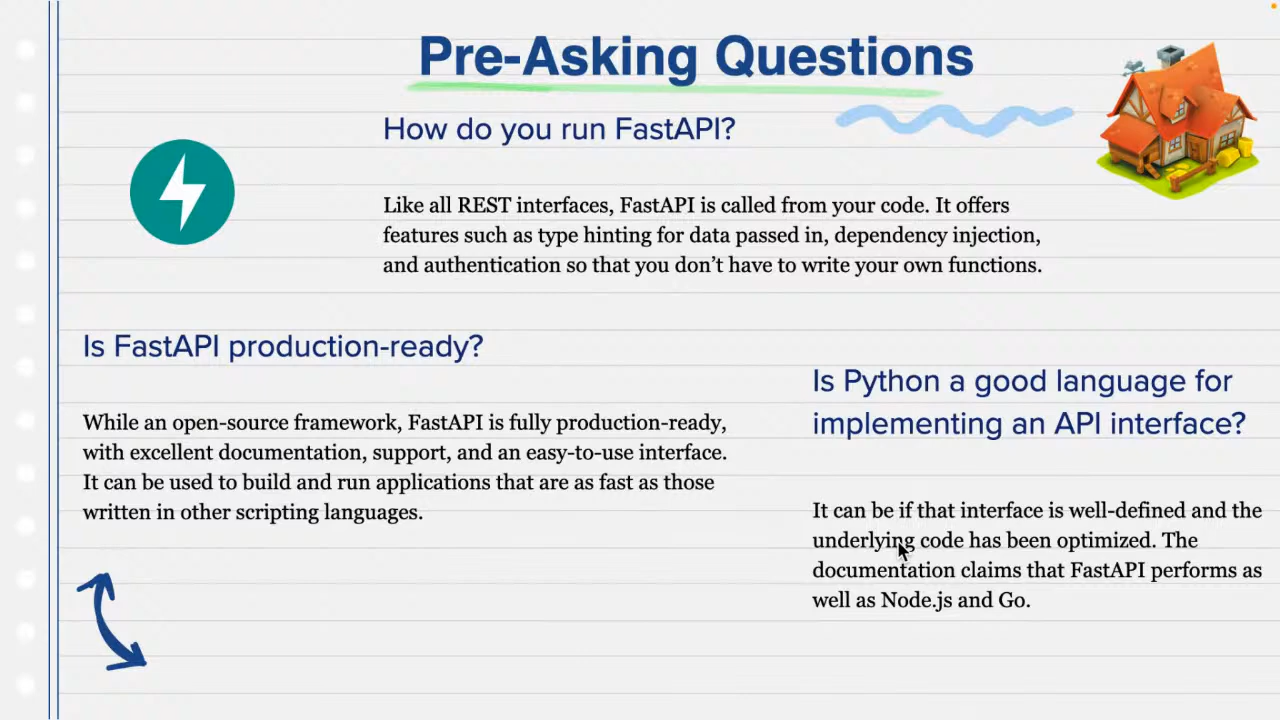 Pre-Asking Questions
How do you run FastAPI?
Like all REST interfaces, FastAPI is called from your code. It offers
features such as type hinting for data passed in, dependency injection,
and authentication so that you don’t have to write your own functions.
Is FastAPI production-ready?
While an open-source framework, FastAPI is fully production-ready,
with excellent documentation, support, and an easy-to-use interface.
It can be used to build and run applications that are as fast as those
written in other scripting languages.
Is Python a good language for
implementing an API interface?
It can be if that interface is well-defined and the
underlying code has been optimized. The
documentation claims that FastAPI performs as
well as Node.js and Go.